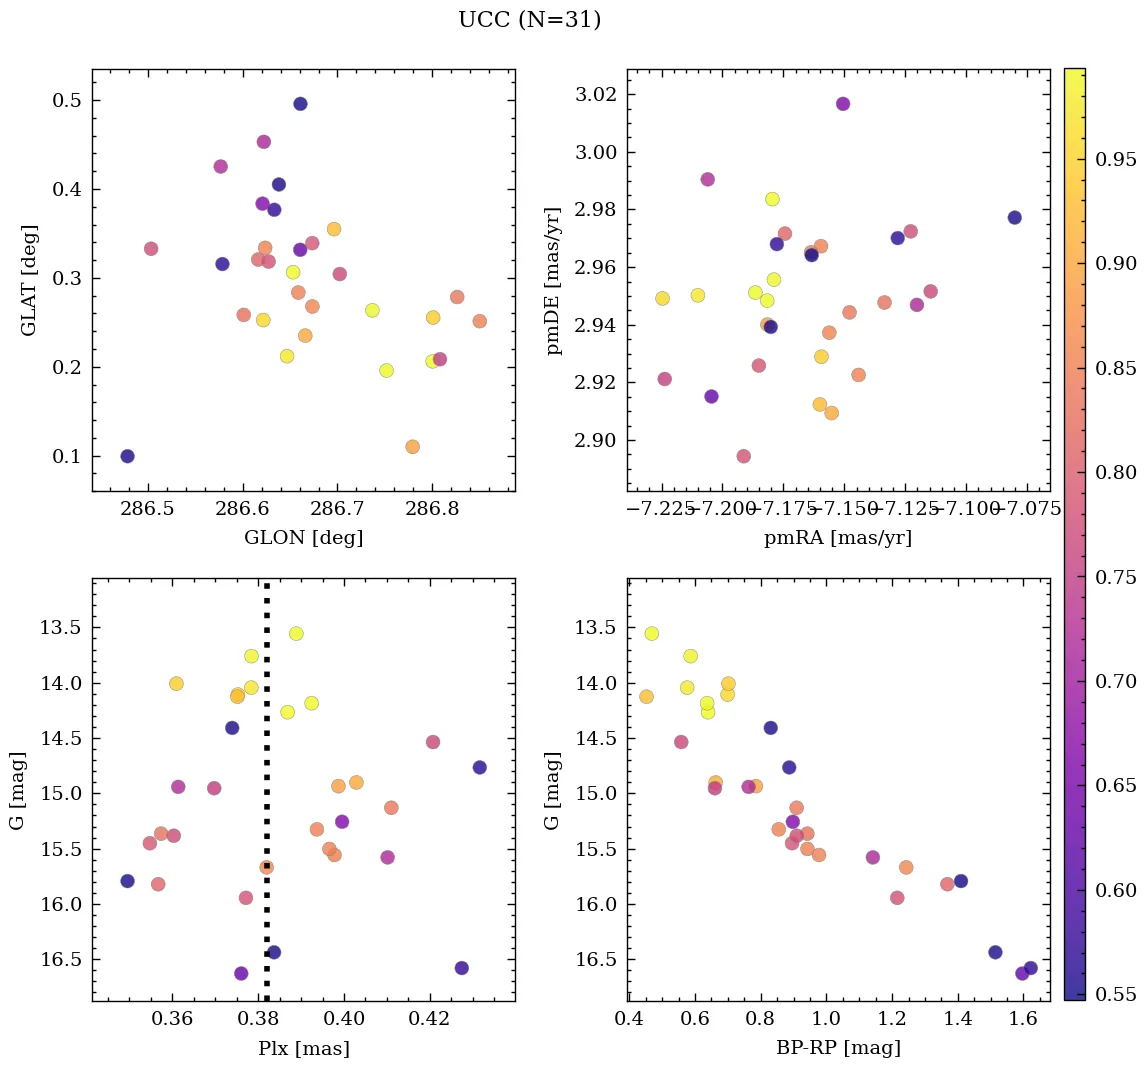 UCC (N=31)
0.5
0.4
0.3
0.2
0.1
GLAT [deg]
286.5 286.6 286.7 286.8
GLON [deg]
3.02
3.00
2.98
2.96
2.94
2.92
2.90
pmDE [mas/yr]
−7.225 −7.200 −7.175 −7.150 −7.125 −7.100 −7.075
pmRA [mas/yr]
13.5
14.0
14.5
15.0
15.5
16.0
16.5
G [mag]
0.36 0.38 0.40 0.42
Plx [mas]
13.5
14.0
14.5
15.0
15.5
16.0
16.5
G [mag]
0.4 0.6 0.8 1.0 1.2 1.4 1.6
BP-RP [mag]
0.95
0.90
0.85
0.80
0.75
0.70
0.65
0.60
0.55